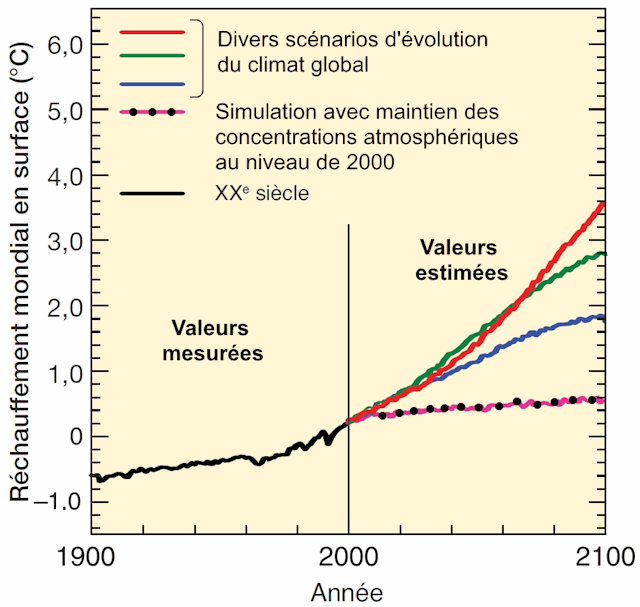 Réchauffement mondial en surface (°C)
6,0
5,0
4,0
3,0
2,0
1,0
0
–1.0
Divers scénarios d'évolution
du climat global
Simulation avec maintien des
concentrations atmosphériques
au niveau de 2000
XXe siècle
Valeurs
estimées
Valeurs
mesurées
1900
2000
2100
Année